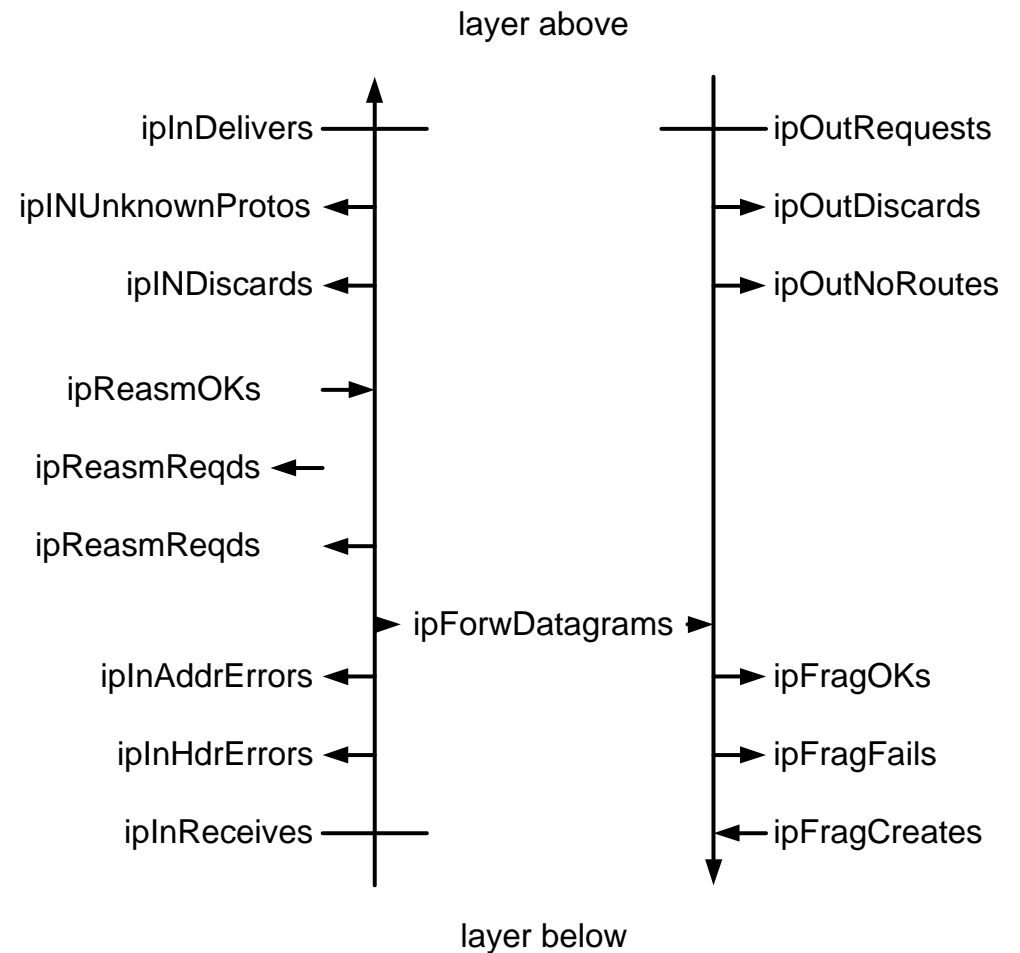 layer above
ipInDelivers
ipOutRequests
ipINUnknownProtos
ipOutDiscards
ipINDiscards
ipOutNoRoutes
ipReasmOKs
ipReasmReqds
ipReasmReqds
ipForwDatagrams
ipInAddrErrors
ipFragOKs
ipInHdrErrors
ipFragFails
ipInReceives
ipFragCreates
layer below